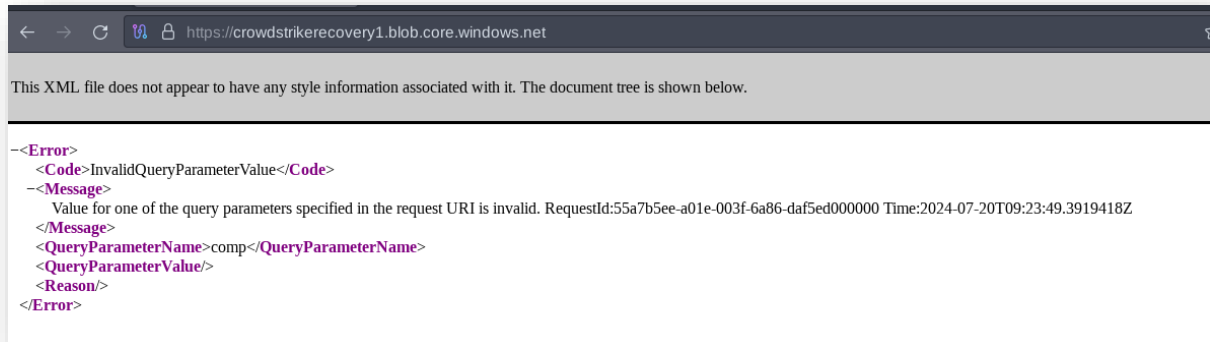 https://crowdstrikerecovery1.blob.core.windows.net
This XML file does not appear to have any style information associated with it. The document tree is shown below.
−<Error>
<Code>InvalidQueryParameterValue</Code>
−<Message>
Value for one of the query parameters specified in the request URI is invalid. RequestId:55a7b5ee-a01e-003f-6a86-daf5ed000000 Time:2024-07-20T09:23:49.3919418Z
</Message>
<QueryParameterName>comp</QueryParameterName>
<QueryParameterValue/>
<Reason/>
</Error>